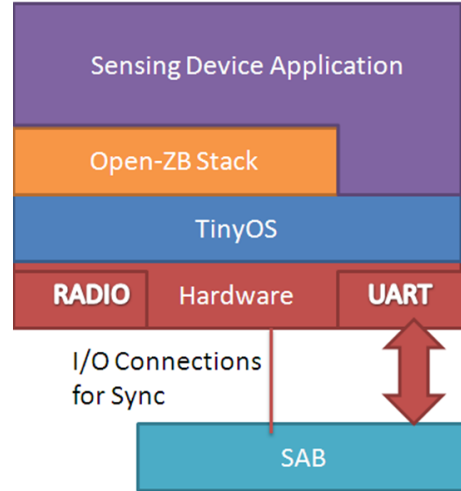 Sensing Device Application
Open-ZB Stack
TinyOS
RADIO Hardware UART
I/O Connections
for Sync
SAB